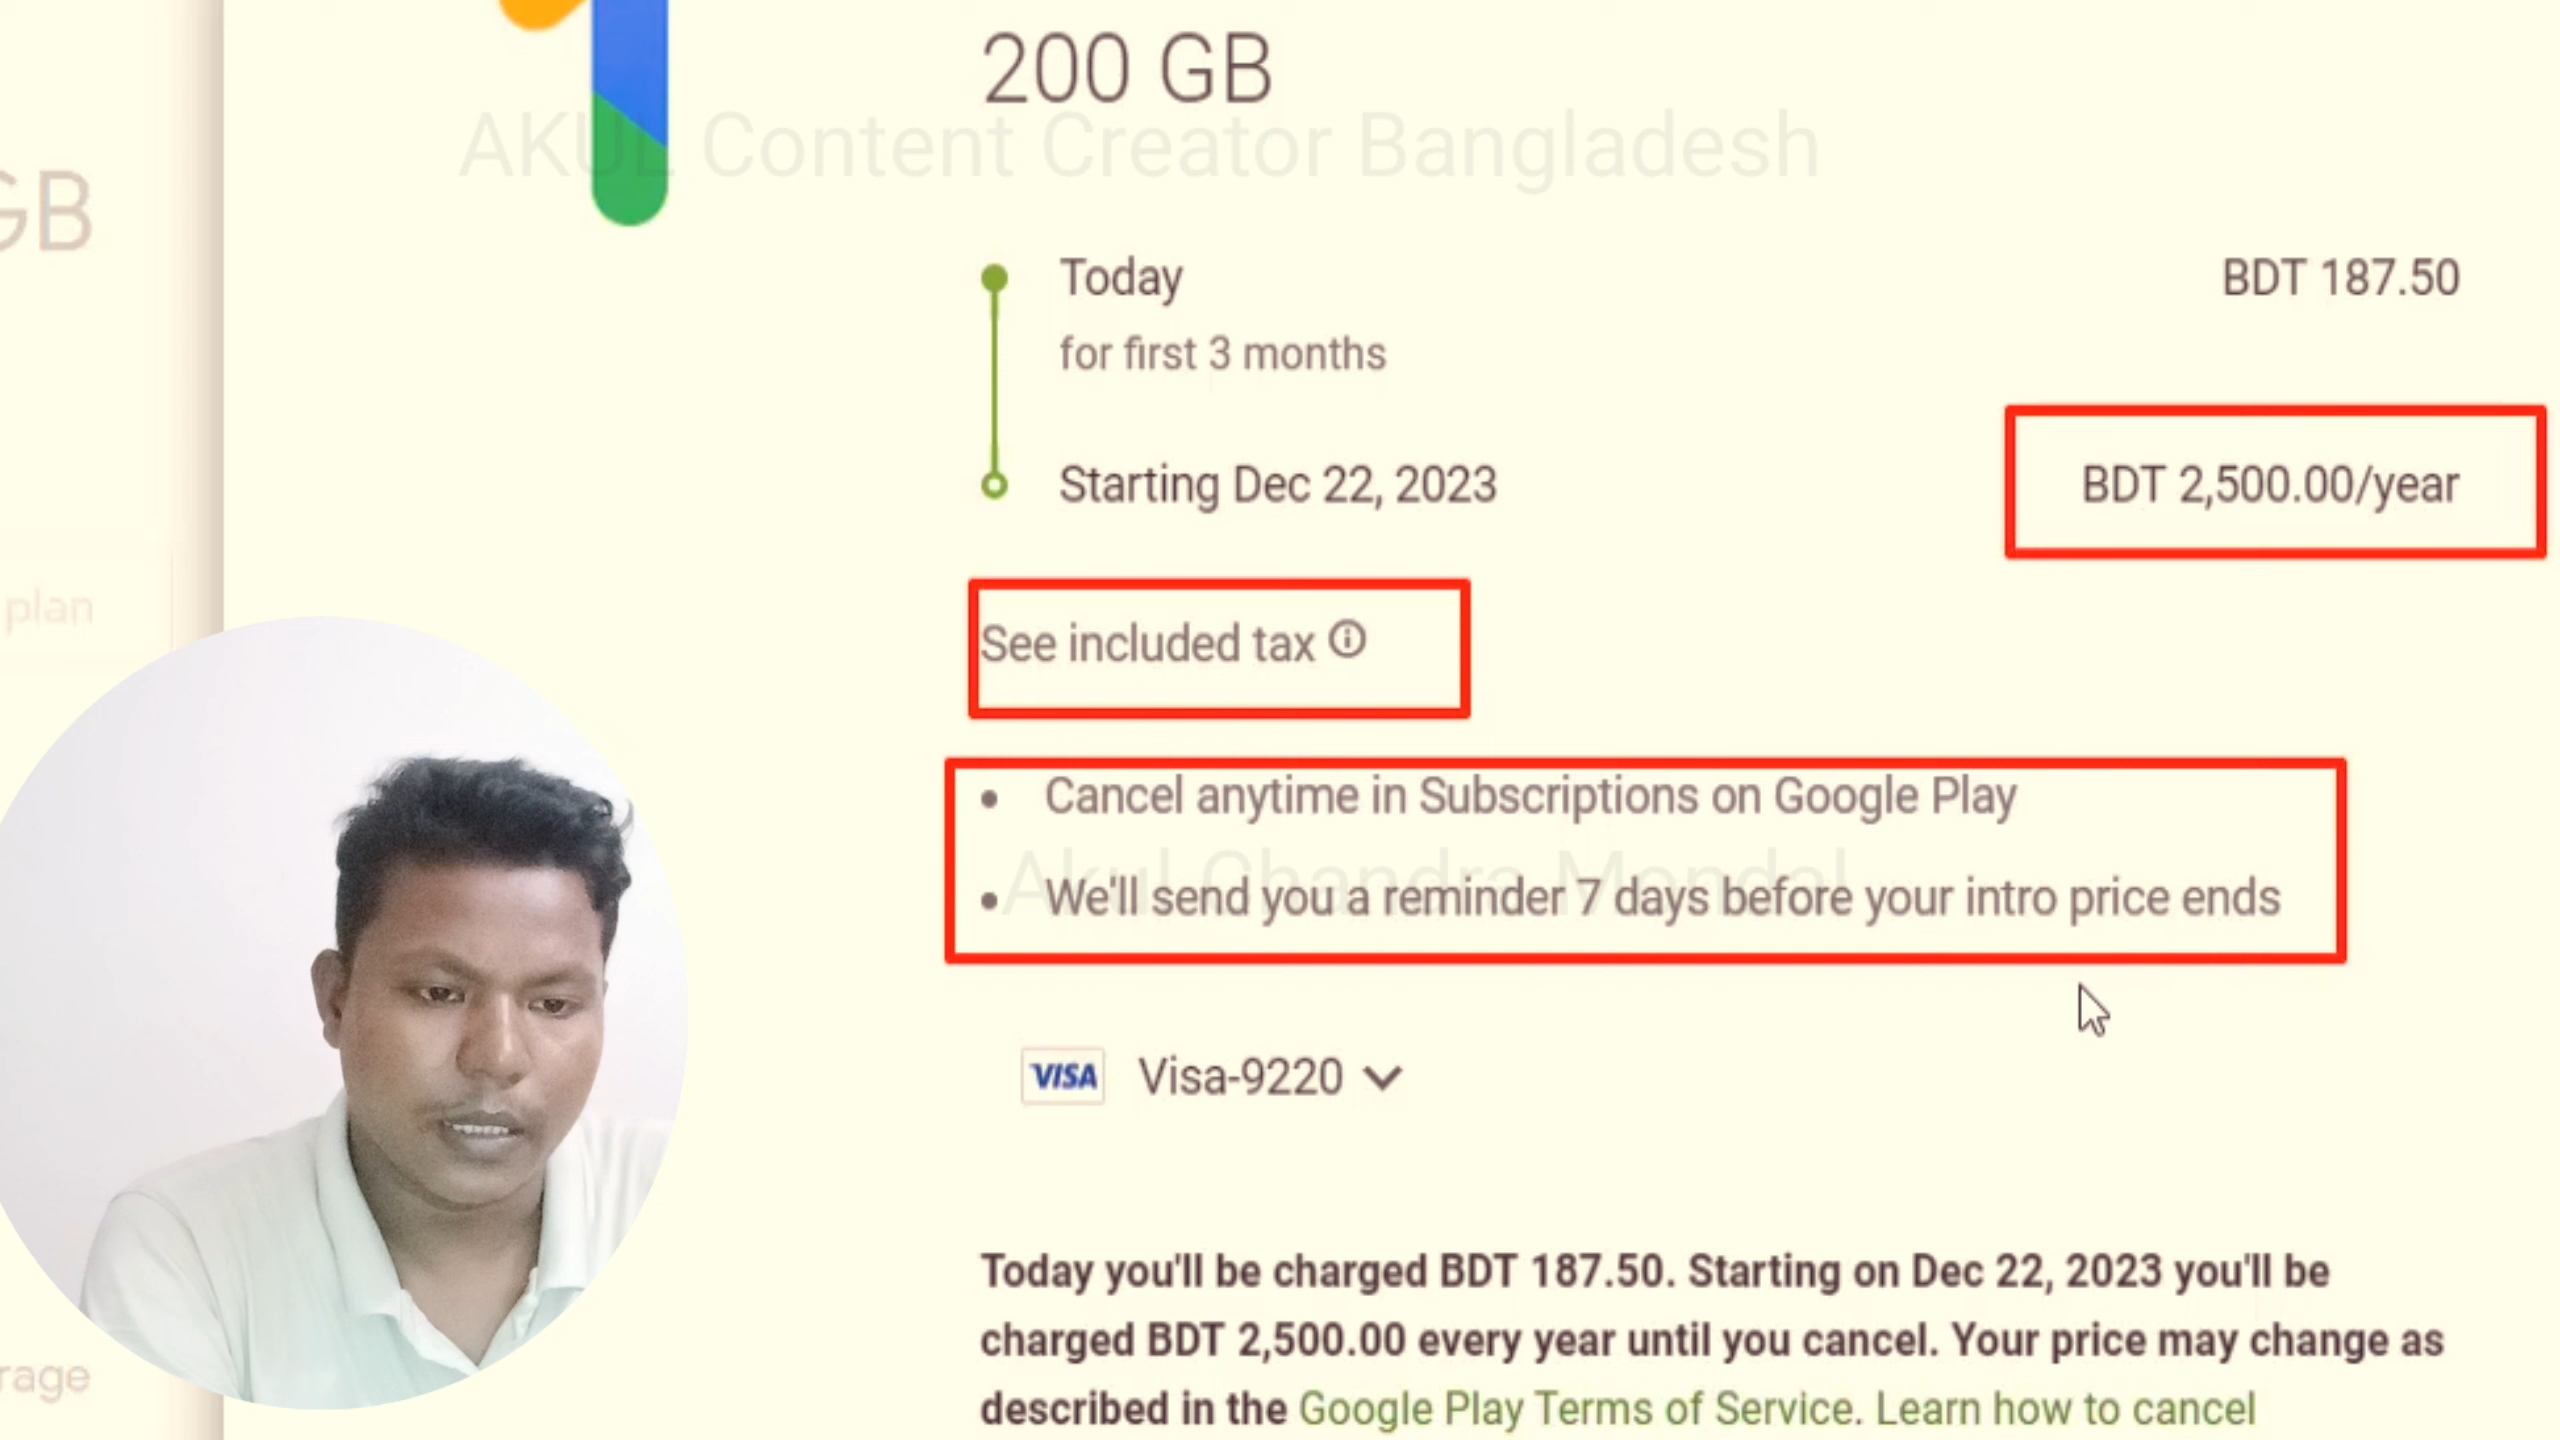 200 GB
AKUL Content Creator Bangladesh
GB
Today
BDT 187.50
for first 3 months
Starting Dec 22, 2023
BDT 2,500.00/year
plan
See included tax
• Cancel anytime in Subscriptions on Google Play
Akul Chandra Mondal
• We'll send you a reminder 7 days before your intro price ends
VISA Visa-9220
Today you'll be charged BDT 187.50. Starting on Dec 22, 2023 you'll be
charged BDT 2,500.00 every year until you cancel. Your price may change as
rage
described in the Google Play Terms of Service. Learn how to cancel